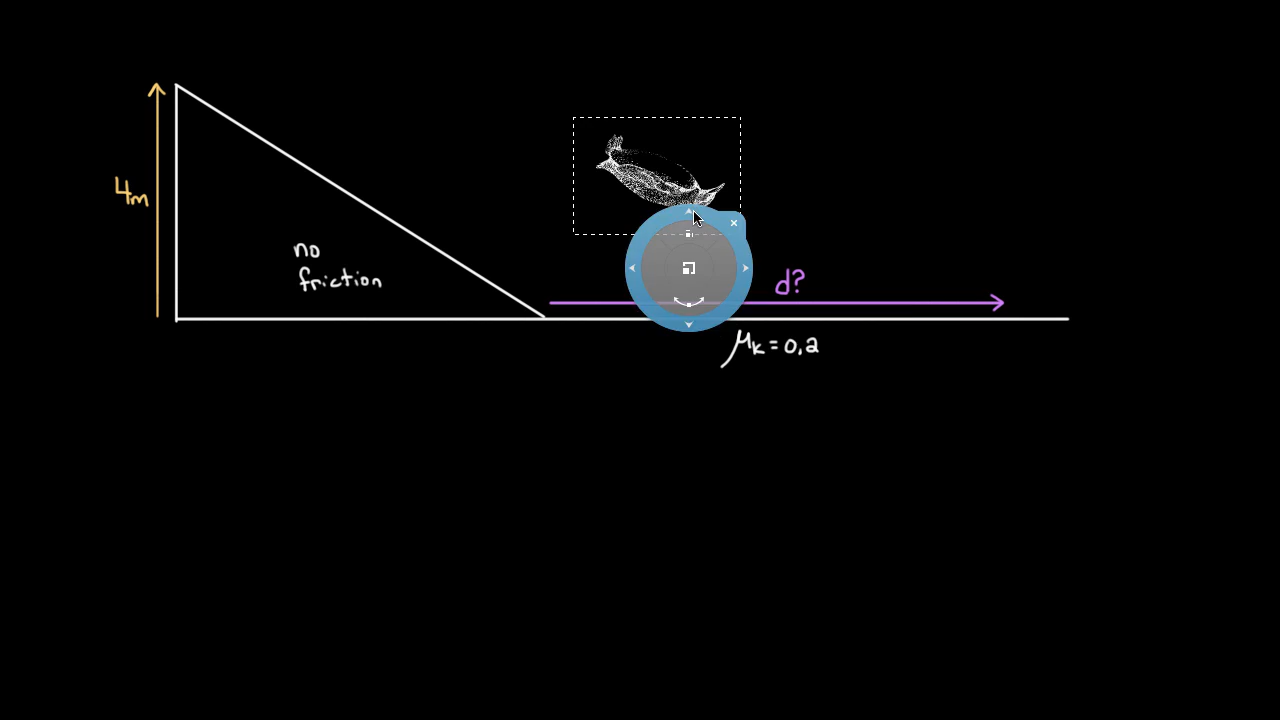 4m
no
friction
d?
μk = 0.2